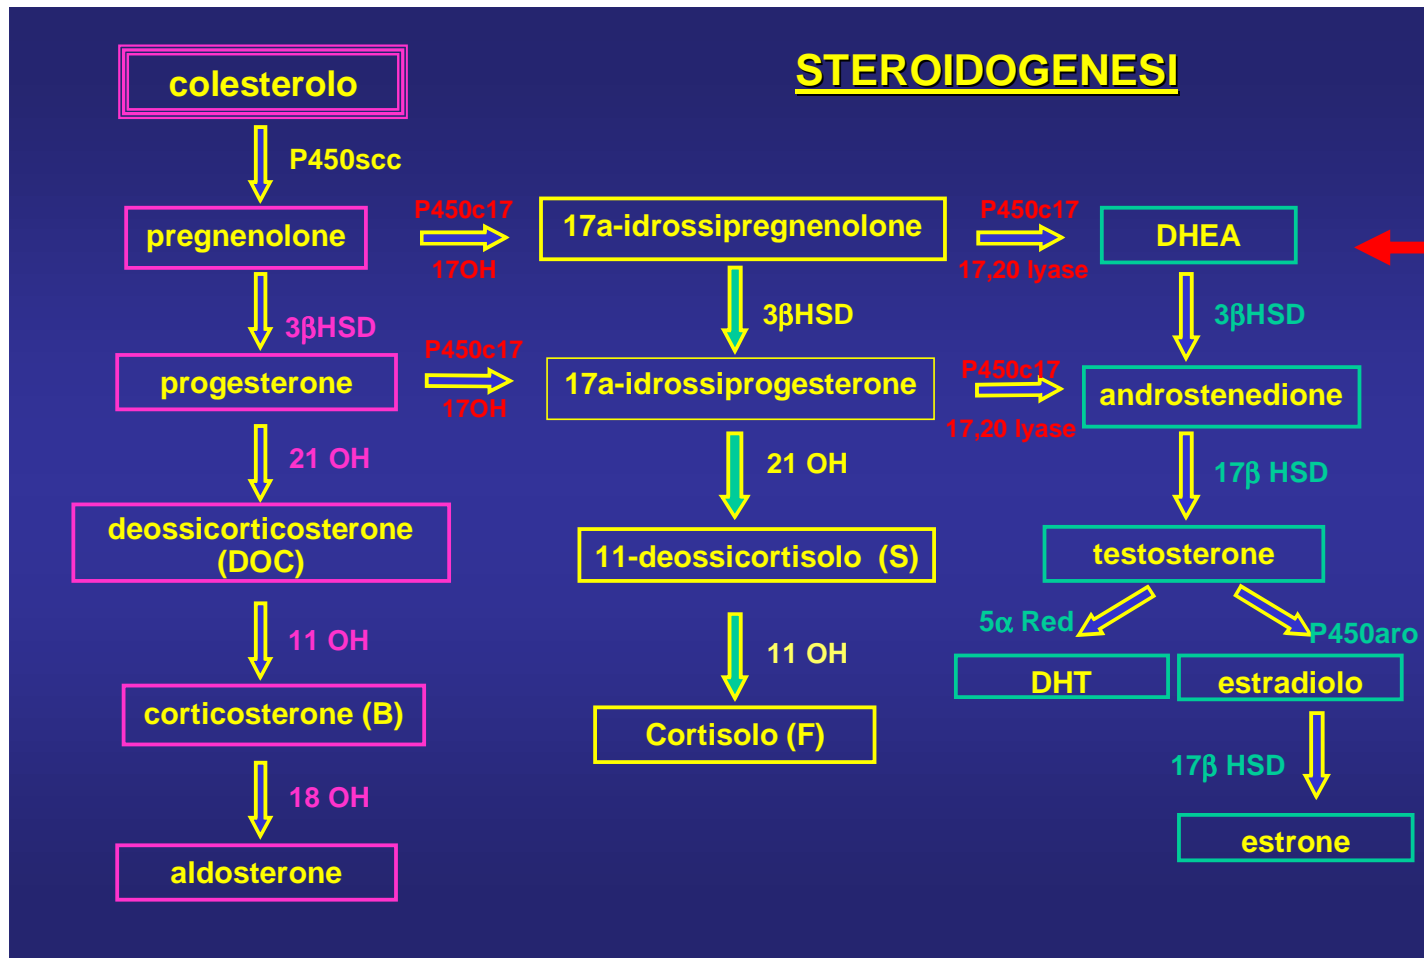 STEROIDOGENESI
colesterolo
P450scc
pregnenolone
P450c17
17OH
17a-idrossipregnenolone
P450c17
17,20 lyase
DHEA
3βHSD
3βHSD
3βHSD
progesterone
P450c17
17OH
17a-idrossiprogesterone
P450c17
17,20 lyase
androstenedione
21 OH
21 OH
17β HSD
deossicorticosterone
(DOC)
11-deossicortisolo (S)
testosterone
11 OH
11 OH
5α Red
P450aro
corticosterone (B)
Cortisolo (F)
DHT
estradiolo
18 OH
17β HSD
aldosterone
estrone